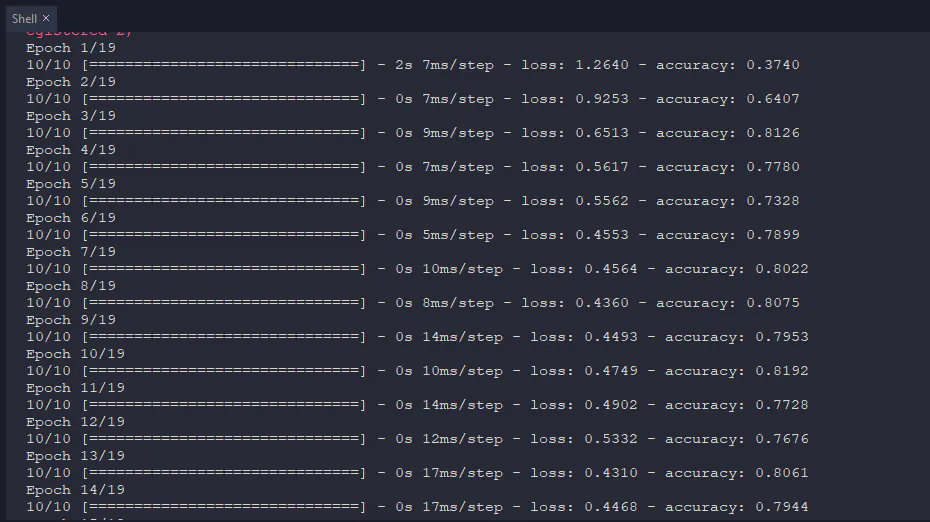 Shell ×
egistered 2)
Epoch 1/19
10/10 [==============================] - 2s 7ms/step - loss: 1.2640 - accuracy: 0.3740
Epoch 2/19
10/10 [==============================] - 0s 7ms/step - loss: 0.9253 - accuracy: 0.6407
Epoch 3/19
10/10 [==============================] - 0s 9ms/step - loss: 0.6513 - accuracy: 0.8126
Epoch 4/19
10/10 [==============================] - 0s 7ms/step - loss: 0.5617 - accuracy: 0.7780
Epoch 5/19
10/10 [==============================] - 0s 9ms/step - loss: 0.5562 - accuracy: 0.7328
Epoch 6/19
10/10 [==============================] - 0s 5ms/step - loss: 0.4553 - accuracy: 0.7899
Epoch 7/19
10/10 [==============================] - 0s 10ms/step - loss: 0.4564 - accuracy: 0.8022
Epoch 8/19
10/10 [==============================] - 0s 8ms/step - loss: 0.4360 - accuracy: 0.8075
Epoch 9/19
10/10 [==============================] - 0s 14ms/step - loss: 0.4493 - accuracy: 0.7953
Epoch 10/19
10/10 [==============================] - 0s 10ms/step - loss: 0.4749 - accuracy: 0.8192
Epoch 11/19
10/10 [==============================] - 0s 14ms/step - loss: 0.4902 - accuracy: 0.7728
Epoch 12/19
10/10 [==============================] - 0s 12ms/step - loss: 0.5332 - accuracy: 0.7676
Epoch 13/19
10/10 [==============================] - 0s 17ms/step - loss: 0.4310 - accuracy: 0.8061
Epoch 14/19
10/10 [==============================] - 0s 17ms/step - loss: 0.4468 - accuracy: 0.7944